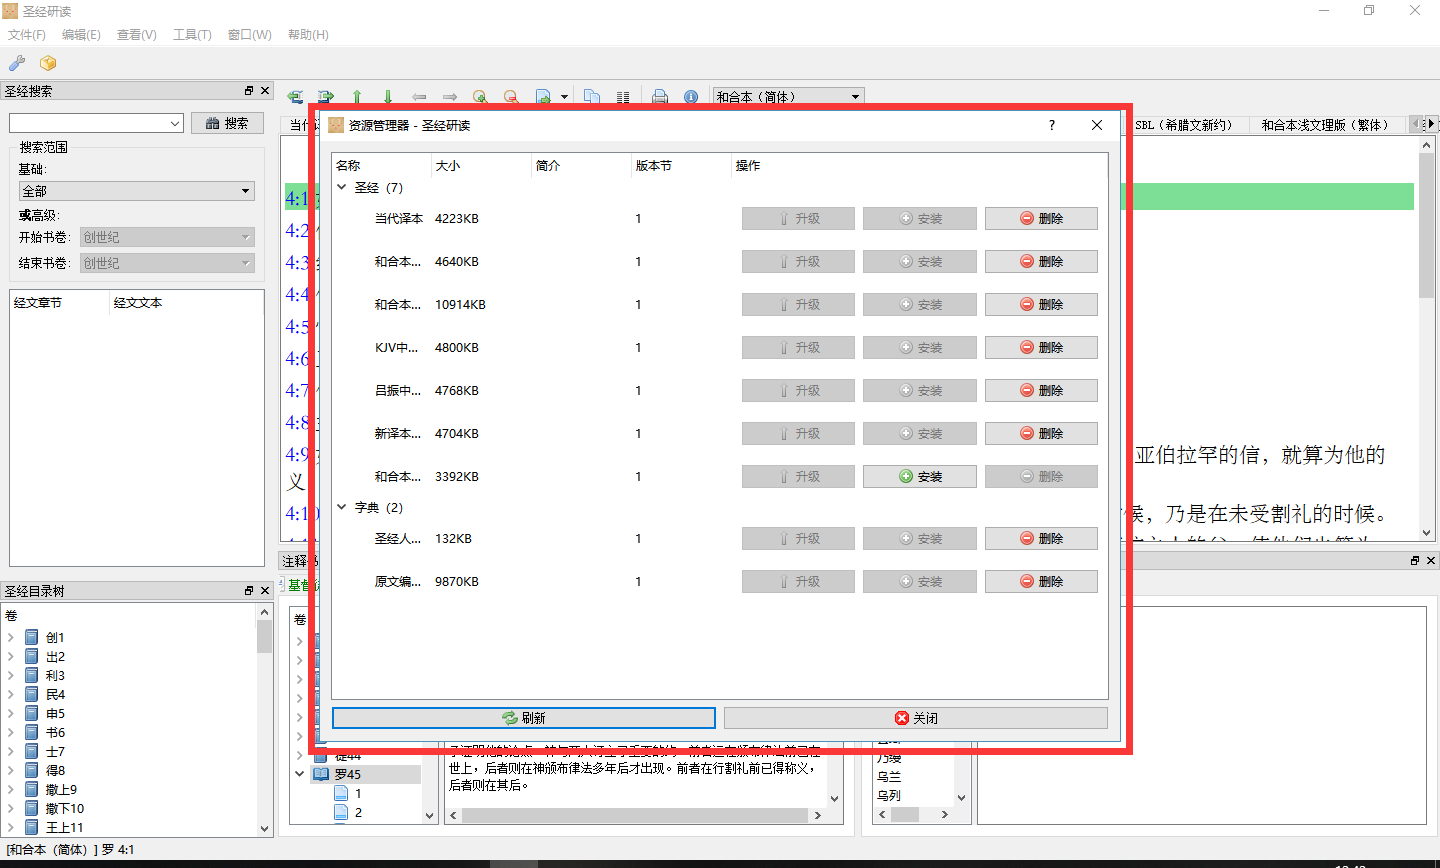 圣经研读
文件(F) 编辑(E) 查看(V) 工具(T) 窗口(W) 帮助(H)
圣经搜索
搜索
搜索范围
基础:
全部
或高级:
开始书卷: 创世纪
结束书卷: 创世纪
经文章节 经文文本
圣经目录树
卷
创1
出2
利3
民4
申5
书6
士7
得8
撒上9
撒下10
王上11
[和合本（简体）] 罗 4:1
和合本（简体）
SBL（希腊文新约） 和合本浅文理版（繁体）
4:1
4:2
4:3
4:4
4:5
4:6
4:7
4:8
4:9 亚伯拉罕的信，就算为他的
义
4:10 候，乃是在未受割礼的时候。
资源管理器 - 圣经研读 ?
名称 大小 简介 版本节 操作
圣经（7）
当代译本 4223KB 1 升级 安装 删除
和合本... 4640KB 1 升级 安装 删除
和合本... 10914KB 1 升级 安装 删除
KJV中... 4800KB 1 升级 安装 删除
吕振中... 4768KB 1 升级 安装 删除
新译本... 4704KB 1 升级 安装 删除
和合本... 3392KB 1 升级 安装 删除
字典（2）
圣经人... 132KB 1 升级 安装 删除
原文编... 9870KB 1 升级 安装 删除
刷新 关闭
卷
徒44
罗45
1
2
世上，后者则在神颁布律法多年后才出现。前者在行割礼前已得称义，
后者则在其后。
乃缦
乌兰
乌列